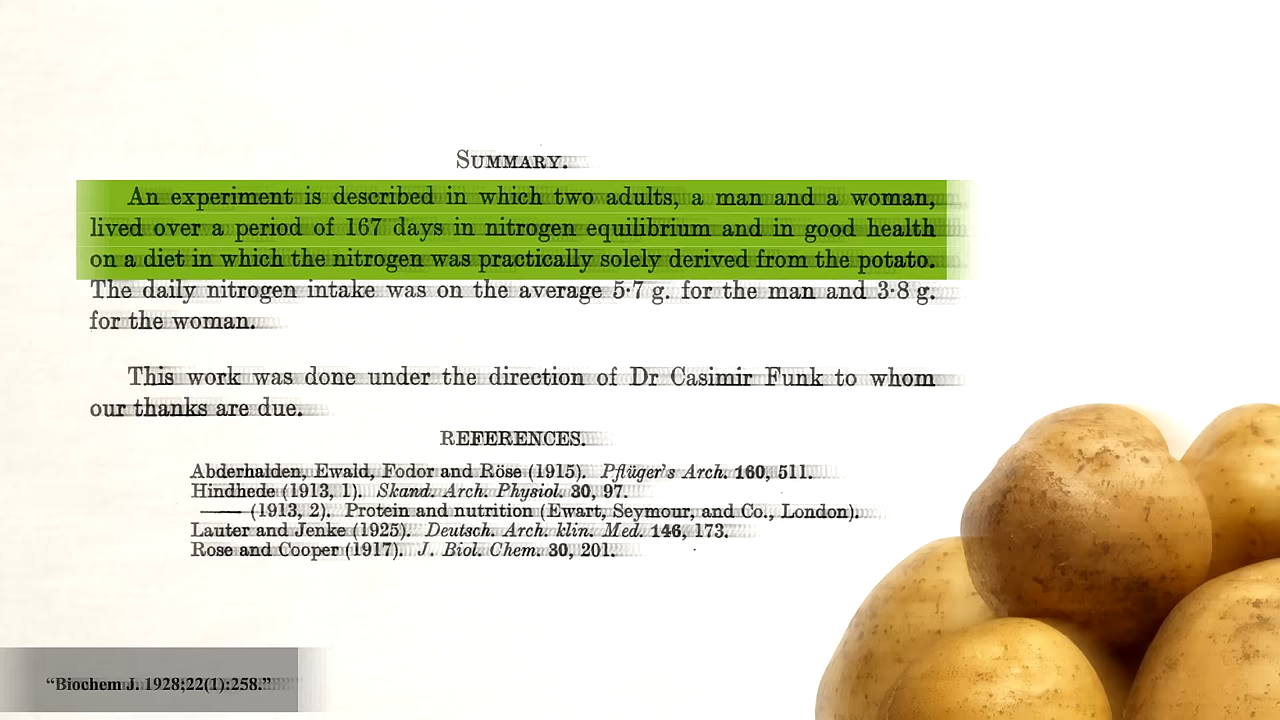 SUMMARY.
An experiment is described in which two adults, a man and a woman,
lived over a period of 167 days in nitrogen equilibrium and in good health
on a diet in which the nitrogen was practically solely derived from the potato.
The daily nitrogen intake was on the average 5·7 g. for the man and 3·8 g.
for the woman.
This work was done under the direction of Dr Casimir Funk to whom
our thanks are due.
REFERENCES.
Abderhalden, Ewald, Fodor and Röse (1915). Pflüger's Arch. 160, 511.
Hindhede (1913, 1). Skand. Arch. Physiol. 30, 97.
—— (1913, 2). Protein and nutrition (Ewart, Seymour, and Co., London).
Lauter and Jenke (1925). Deutsch. Arch. klin. Med. 146, 173.
Rose and Cooper (1917). J. Biol. Chem. 30, 201.
“Biochem J. 1928;22(1):258.”